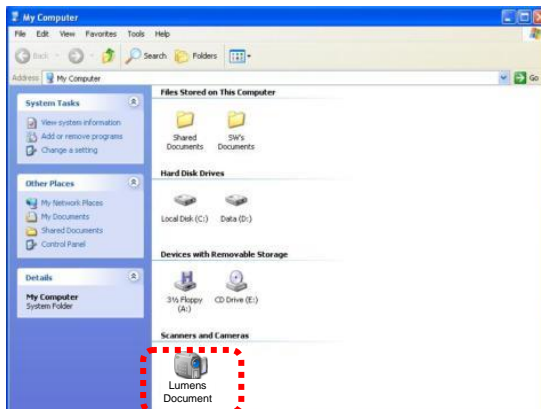 My Computer
File Edit View Favorites Tools Help
Back Search Folders
Address My Computer Go
System Tasks
View system information
Add or remove programs
Change a setting
Other Places
My Network Places
My Documents
Shared Documents
Control Panel
Details
My Computer
System Folder
Files Stored on This Computer
Shared Documents
SW's Documents
Hard Disk Drives
Local Disk (C:) Data (D:)
Devices with Removable Storage
3½ Floppy (A:)
CD Drive (E:)
Scanners and Cameras
Lumens
Document